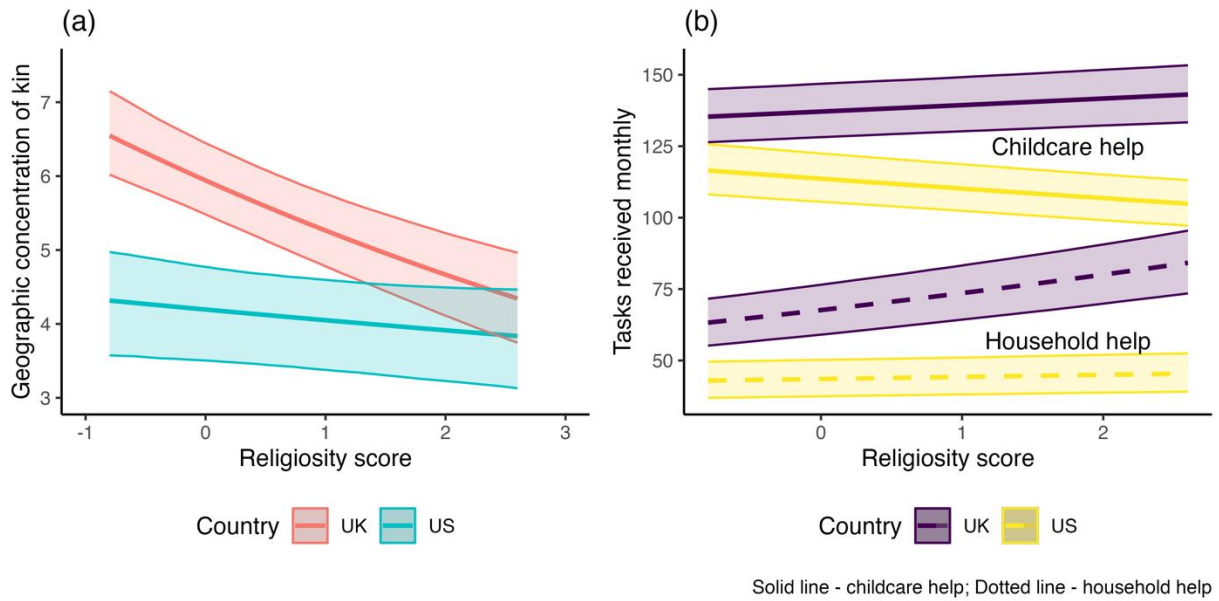 (a)
Geographic concentration of kin
7
6
5
4
3
-1 0 1 2 3
Religiosity score
Country UK US
(b)
Tasks received monthly
150
125
100
75
50
Childcare help
Household help
0 1 2
Religiosity score
Country UK US
Solid line - childcare help; Dotted line - household help